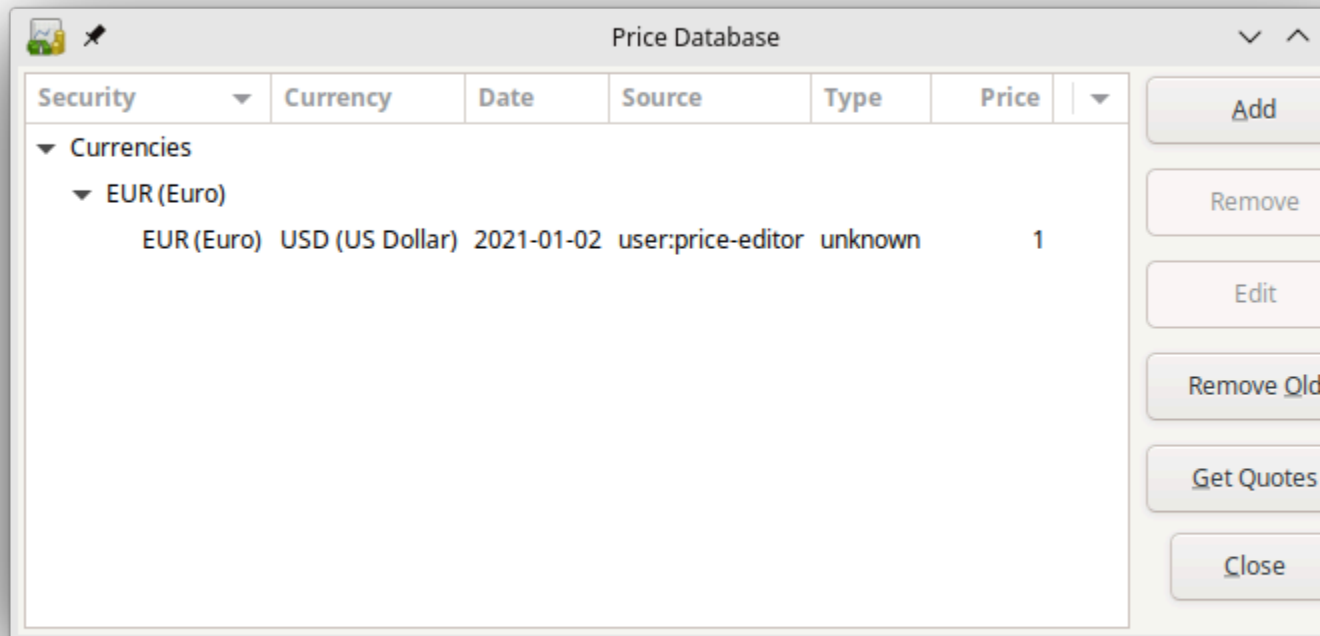 Price Database
Security Currency Date Source Type Price
Currencies
EUR (Euro)
EUR (Euro) USD (US Dollar) 2021-01-02 user:price-editor unknown 1
Add
Remove
Edit
Remove Old
Get Quotes
Close